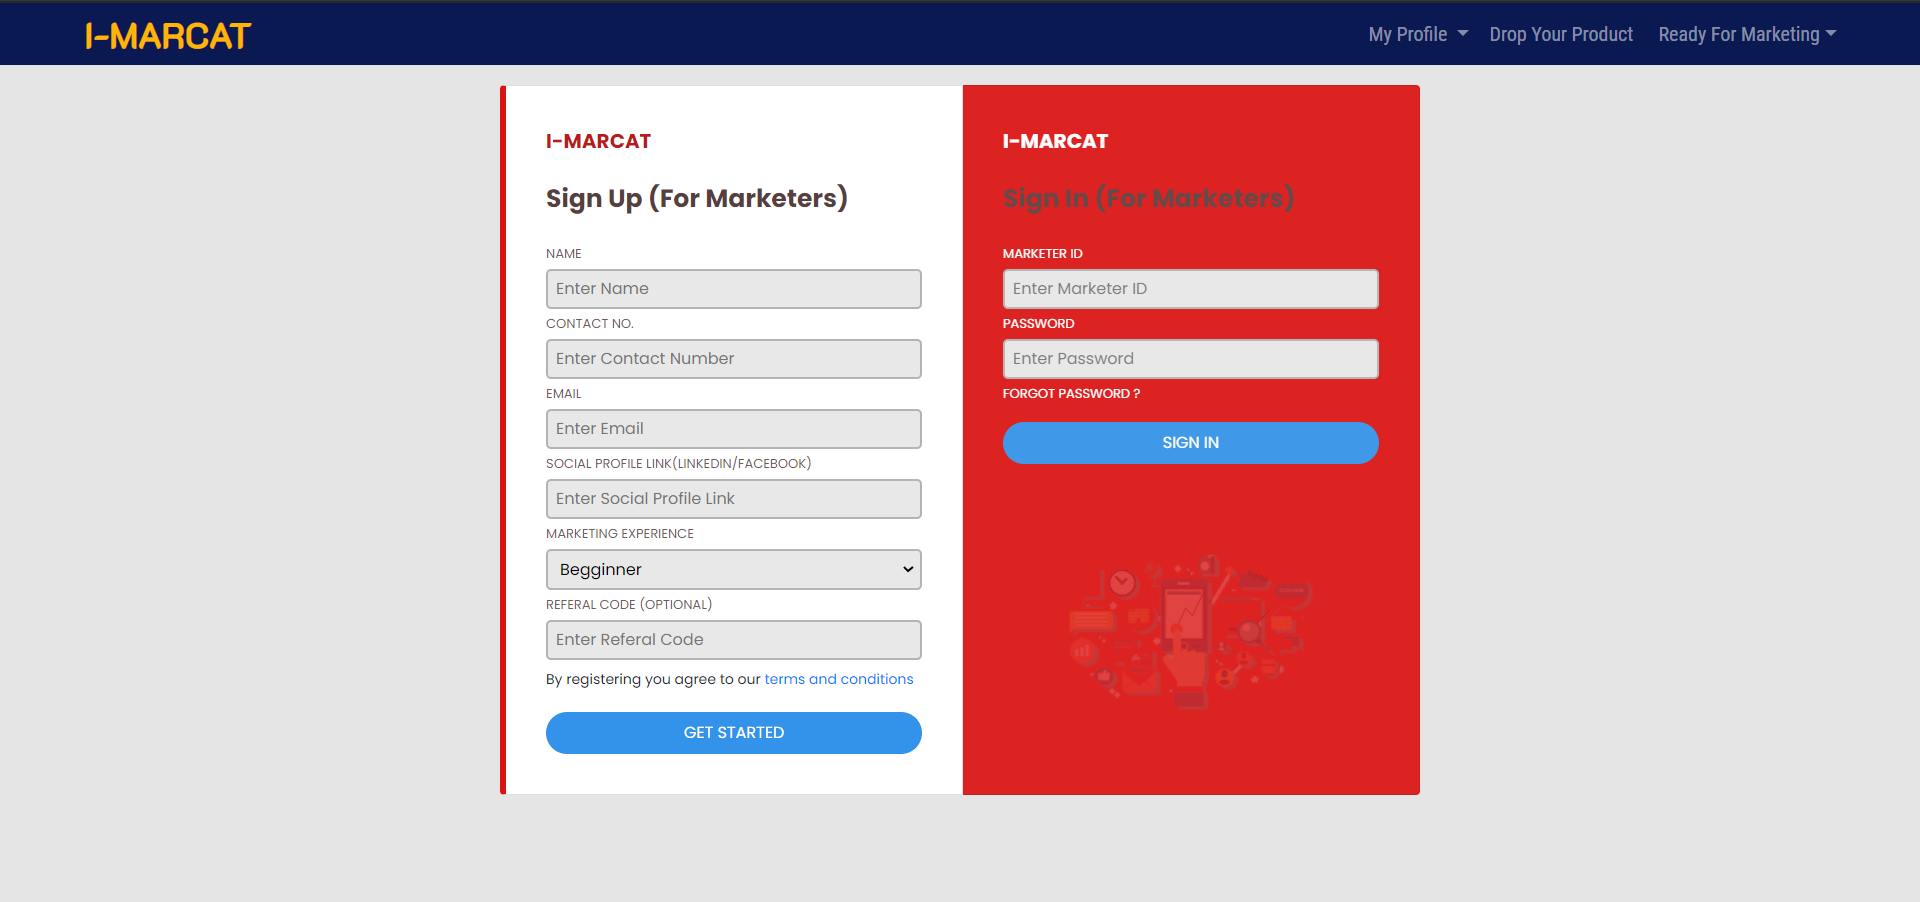 I-MARCAT
My Profile
Drop Your Product
Ready For Marketing
I-MARCAT
Sign Up (For Marketers)
NAME
Enter Name
CONTACT NO.
Enter Contact Number
EMAIL
Enter Email
SOCIAL PROFILE LINK(LINKEDIN/FACEBOOK)
Enter Social Profile Link
MARKETING EXPERIENCE
Begginner
REFERAL CODE (OPTIONAL)
Enter Referal Code
By registering you agree to our terms and conditions
GET STARTED
I-MARCAT
Sign In (For Marketers)
MARKETER ID
Enter Marketer ID
PASSWORD
Enter Password
FORGOT PASSWORD ?
SIGN IN